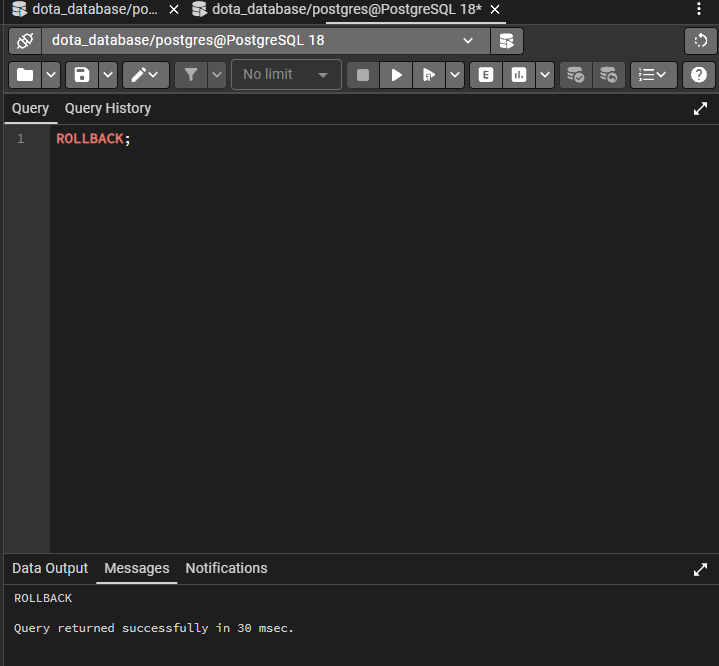 dota_database/po...
dota_database/postgres@PostgreSQL 18*
dota_database/postgres@PostgreSQL 18
No limit
E
Query
Query History
1
ROLLBACK;
Data Output
Messages
Notifications
ROLLBACK
Query returned successfully in 30 msec.